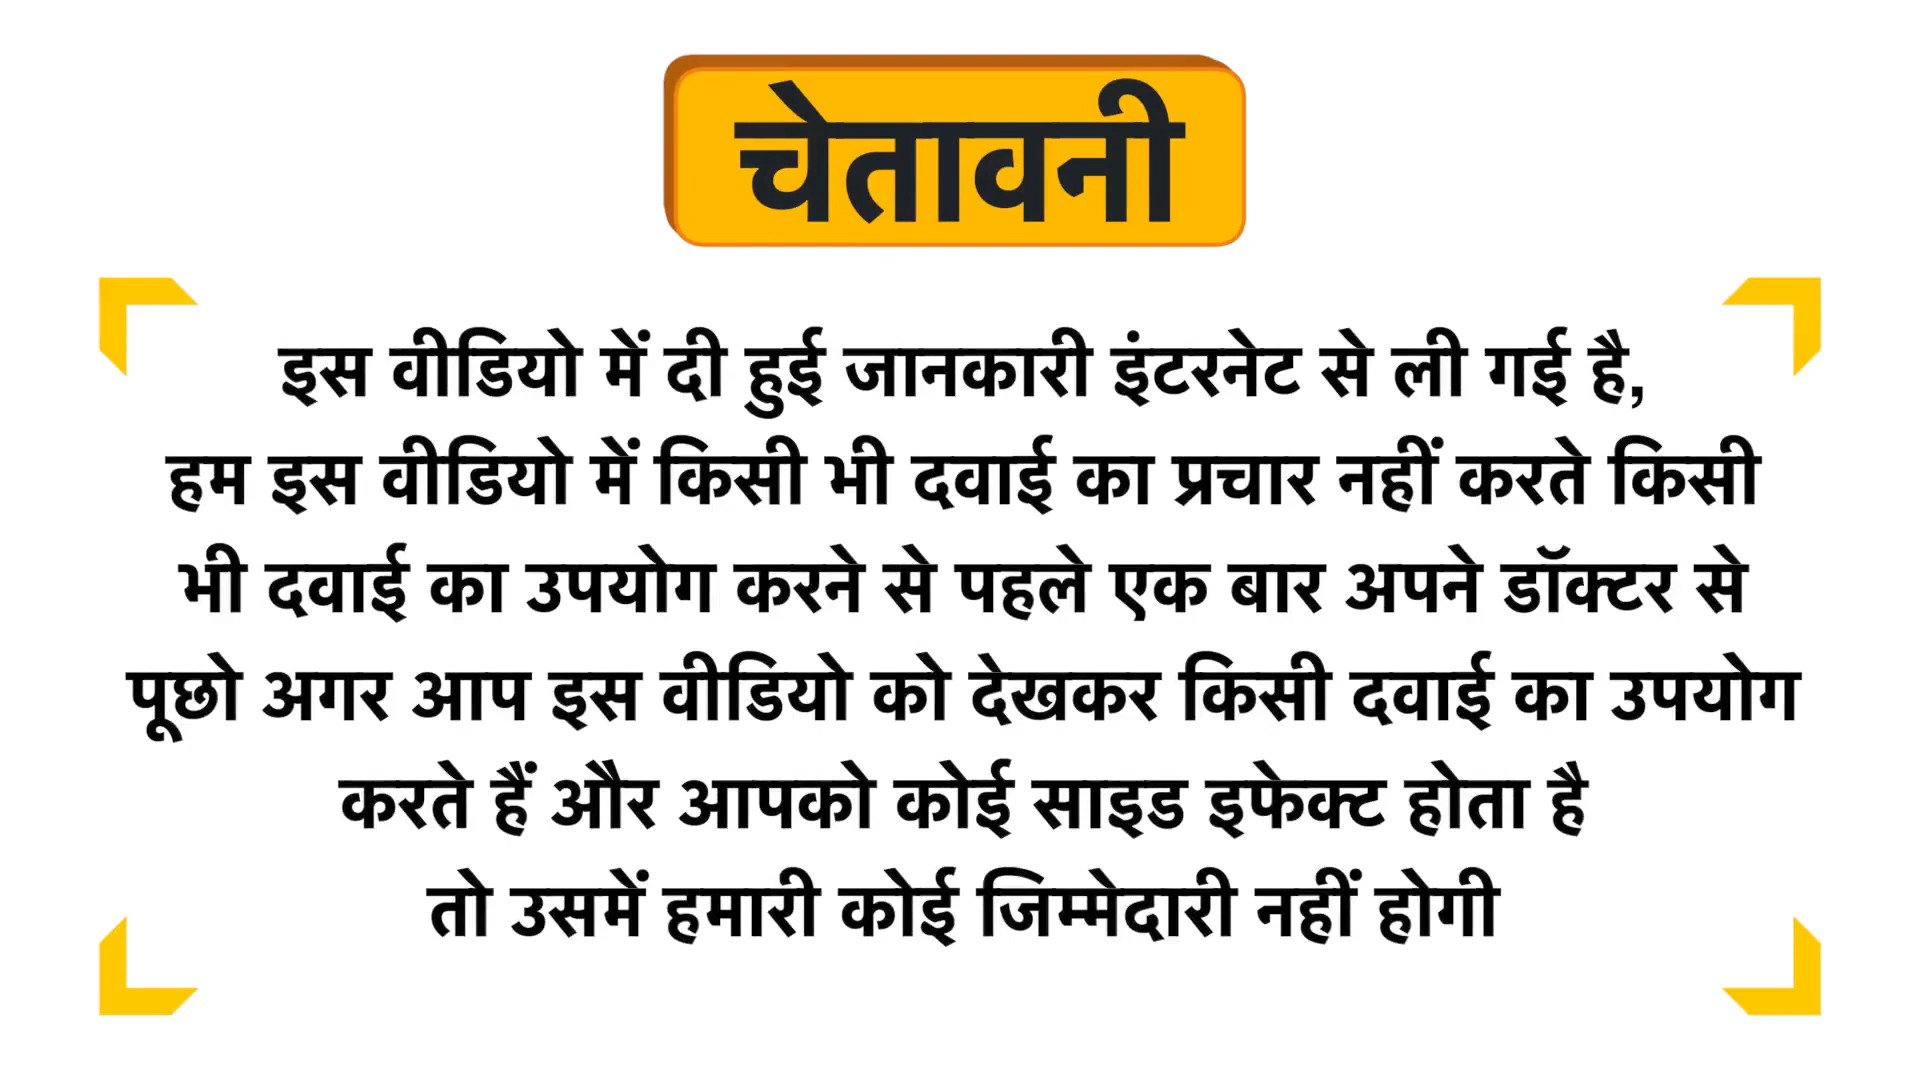 चेतावनी
इस वीडियो में दी हुई जानकारी इंटरनेट से ली गई है,
हम इस वीडियो में किसी भी दवाई का प्रचार नहीं करते किसी
भी दवाई का उपयोग करने से पहले एक बार अपने डॉक्टर से
पूछो अगर आप इस वीडियो को देखकर किसी दवाई का उपयोग
करते हैं और आपको कोई साइड इफेक्ट होता है
तो उसमें हमारी कोई जिम्मेदारी नहीं होगी